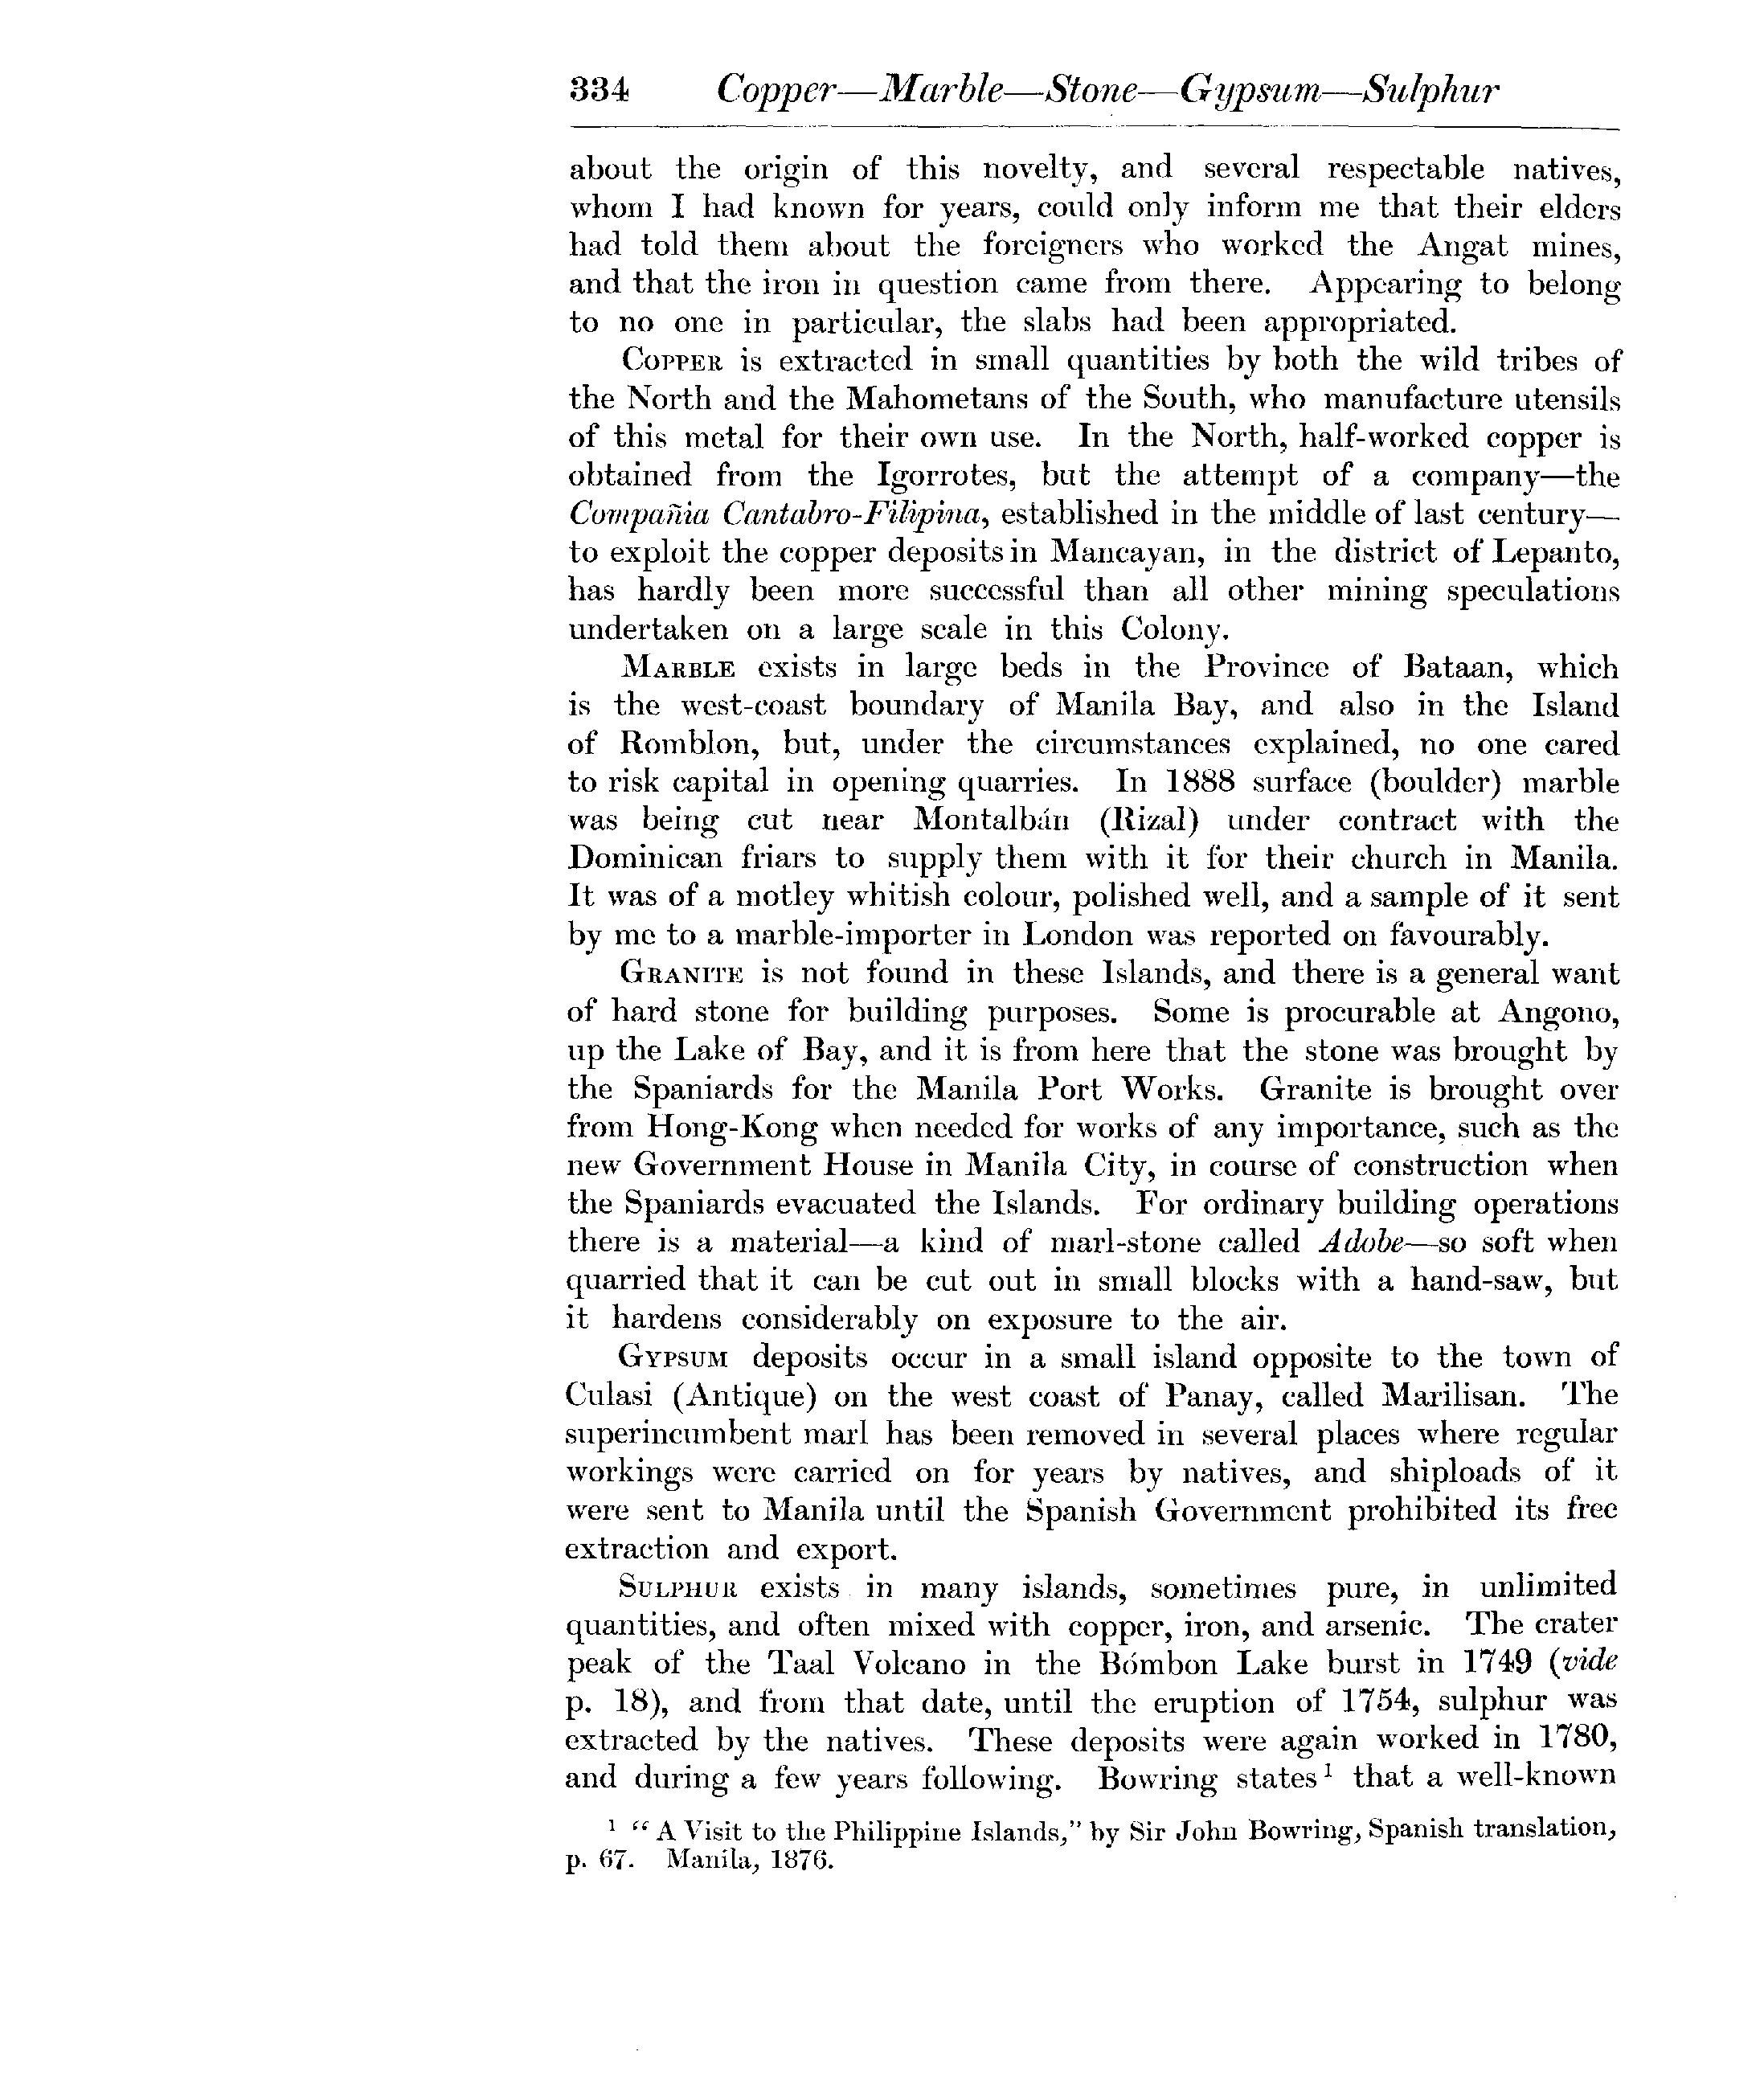 334 Copper—Marble—Stone—Gypsum—Sulphur
about the origin of this novelty, and several respectable natives,
whom I had known for years, could only inform me that their elders
had told them about the foreigners who worked the Angat mines,
and that the iron in question came from there. Appearing to belong
to no one in particular, the slabs had been appropriated.
COPPER is extracted in small quantities by both the wild tribes of
the North and the Mahometans of the South, who manufacture utensils
of this metal for their own use. In the North, half-worked copper is
obtained from the Igorrotes, but the attempt of a company—the
Compañia Cantabro-Filipina, established in the middle of last century—
to exploit the copper deposits in Mancayan, in the district of Lepanto,
has hardly been more successful than all other mining speculations
undertaken on a large scale in this Colony.
MARBLE exists in large beds in the Province of Bataan, which
is the west-coast boundary of Manila Bay, and also in the Island
of Romblon, but, under the circumstances explained, no one cared
to risk capital in opening quarries. In 1888 surface (boulder) marble
was being cut near Montalbán (Rizal) under contract with the
Dominican friars to supply them with it for their church in Manila.
It was of a motley whitish colour, polished well, and a sample of it sent
by me to a marble-importer in London was reported on favourably.
GRANITE is not found in these Islands, and there is a general want
of hard stone for building purposes. Some is procurable at Angono,
up the Lake of Bay, and it is from here that the stone was brought by
the Spaniards for the Manila Port Works. Granite is brought over
from Hong-Kong when needed for works of any importance, such as the
new Government House in Manila City, in course of construction when
the Spaniards evacuated the Islands. For ordinary building operations
there is a material—a kind of marl-stone called Adobe—so soft when
quarried that it can be cut out in small blocks with a hand-saw, but
it hardens considerably on exposure to the air.
GYPSUM deposits occur in a small island opposite to the town of
Culasi (Antique) on the west coast of Panay, called Marilisan. The
superincumbent marl has been removed in several places where regular
workings were carried on for years by natives, and shiploads of it
were sent to Manila until the Spanish Government prohibited its free
extraction and export.
SULPHUR exists in many islands, sometimes pure, in unlimited
quantities, and often mixed with copper, iron, and arsenic. The crater
peak of the Taal Volcano in the Bómbon Lake burst in 1749 (vide
p. 18), and from that date, until the eruption of 1754, sulphur was
extracted by the natives. These deposits were again worked in 1780,
and during a few years following. Bowring states¹ that a well-known
¹ “A Visit to the Philippine Islands,” by Sir John Bowring, Spanish translation,
p. 67. Manila, 1876.